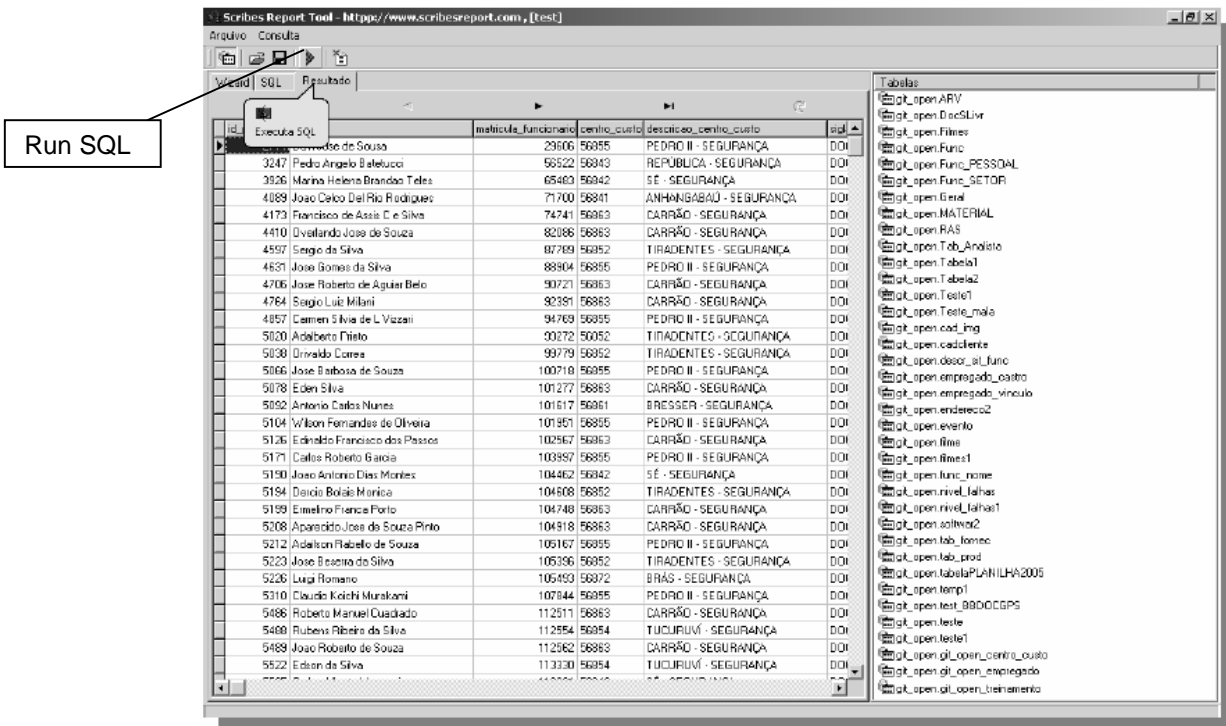 Scribes Report Tool - httpp://www.scribesreport.com , [test]
Arquivo Consulta
Wizard SQL Resultado
Run SQL
Executa SQL
Tabelas
matricula_funcionario centro_custo descricao_centro_custo
de Sousa 29606 56855 PEDRO II - SEGURANÇA
3247 Pedro Angelo Batetucci 56522 56843 REPÚBLICA - SEGURANÇA
3926 Marina Helena Brandao Teles 65483 56842 SÉ - SEGURANÇA
4089 Joao Celco Del Rio Rodrigues 71700 56841 ANHANGABAÚ - SEGURANÇA
4173 Francisco de Assis C e Silva 74741 56863 CARRÃO - SEGURANÇA
4410 Overlando Jose de Souza 82086 56863 CARRÃO - SEGURANÇA
4597 Sergio da Silva 87789 56852 TIRADENTES - SEGURANÇA
4631 Jose Gomes da Silva 88904 56855 PEDRO II - SEGURANÇA
4706 Jose Roberto de Aguiar Belo 90721 56863 CARRÃO - SEGURANÇA
4764 Sergio Luiz Milani 92391 56863 CARRÃO - SEGURANÇA
4857 Carmen Silvia de L Vizzari 94769 56855 PEDRO II - SEGURANÇA
5020 Adalberto Prieto 99272 56852 TIRADENTES - SEGURANÇA
5038 Orivaldo Correa 99779 56852 TIRADENTES - SEGURANÇA
5066 Jose Barbosa de Souza 100718 56855 PEDRO II - SEGURANÇA
5078 Eden Silva 101277 56863 CARRÃO - SEGURANÇA
5092 Antonio Carlos Nunes 101617 56861 BRESSER - SEGURANÇA
5104 Wilson Fernandes de Oliveira 101951 56855 PEDRO II - SEGURANÇA
5126 Edinaldo Francisco dos Passos 102567 56863 CARRÃO - SEGURANÇA
5171 Carlos Roberto Garcia 103997 56855 PEDRO II - SEGURANÇA
5190 Joao Antonio Dias Montes 104462 56842 SÉ - SEGURANÇA
5194 Dercio Bolais Monica 104608 56852 TIRADENTES - SEGURANÇA
5199 Ermelino Franca Porto 104748 56863 CARRÃO - SEGURANÇA
5208 Aparecido Jose de Souza Pinto 104918 56863 CARRÃO - SEGURANÇA
5212 Adailson Rabello de Souza 105167 56855 PEDRO II - SEGURANÇA
5223 Jose Beserra da Silva 105396 56852 TIRADENTES - SEGURANÇA
5226 Luigi Romano 105493 56872 BRÁS - SEGURANÇA
5310 Claudio Koichi Murakami 107844 56855 PEDRO II - SEGURANÇA
5486 Roberto Manuel Cuadrado 112511 56863 CARRÃO - SEGURANÇA
5488 Rubens Ribeiro da Silva 112554 56854 TUCURUVÍ - SEGURANÇA
5489 Joao Roberto de Souza 112562 56863 CARRÃO - SEGURANÇA
5522 Edson da Silva 113330 56854 TUCURUVÍ - SEGURANÇA
git_open.ARV
git_open.DocSLivr
git_open.Filmes
git_open.Func
git_open.Func_PESSOAL
git_open.Func_SETOR
git_open.Geral
git_open.MATERIAL
git_open.RAS
git_open.Tab_Analista
git_open.Tabela1
git_open.Tabela2
git_open.Teste1
git_open.Teste_mala
git_open.cad_img
git_open.cadcliente
git_open.descr_sit_func
git_open.empregado_castro
git_open.empregado_vinculo
git_open.endereco2
git_open.evento
git_open.filme
git_open.filmes1
git_open.func_nome
git_open.nivel_falhas
git_open.nivel_falhas1
git_open.softwar2
git_open.tab_fornec
git_open.tab_prod
git_open.tabelaPLANILHA2005
git_open.temp1
git_open.test_BBDOCGPS
git_open.teste
git_open.teste1
git_open.git_open_centro_custo
git_open.git_open_empregado
git_open.git_open_treinamento